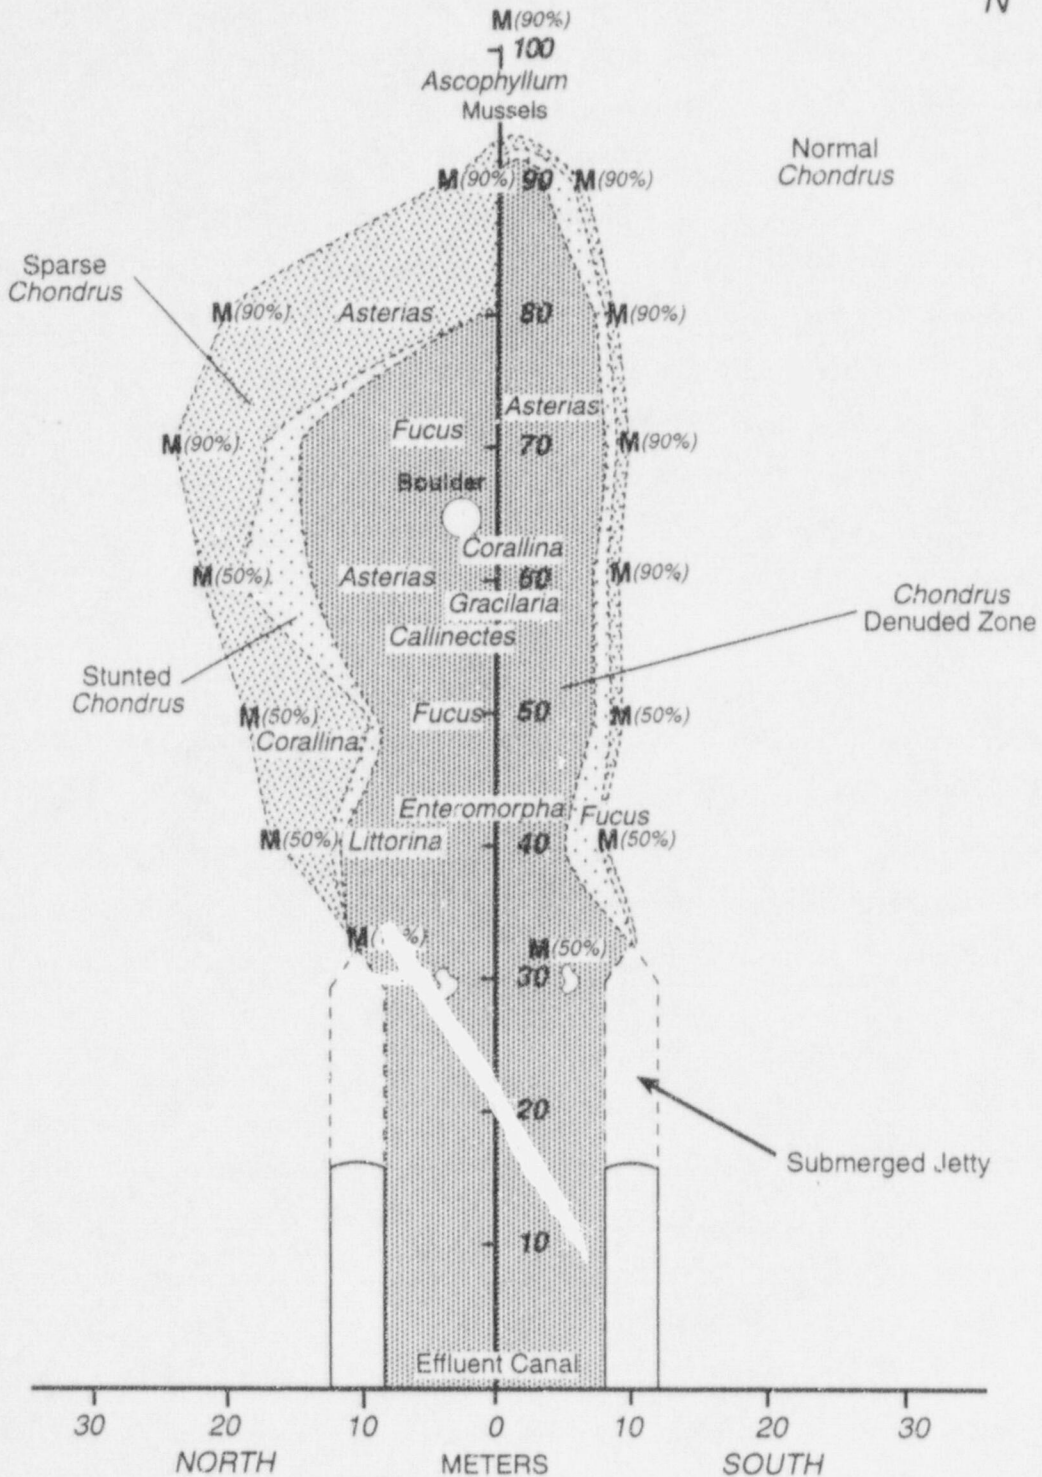 N
M(90%)
100
Ascophyllum
Mussels
Normal
Chondrus
M(90%) 90 M(90%)
Sparse
Chondrus
M(90%) Asterias 80 M(90%)
Asterias
Fucus
M(90%) 70 M(90%)
Boulder
Corallina
M(50%) Asterias 60 M(90%)
Gracilaria
Chondrus
Denuded Zone
Callinectes
Stunted
Chondrus
M(50%) Fucus 50 M(50%)
Corallina
Enteromorpha Fucus
M(50%) Littorina 40 M(50%)
M( %) M(50%)
30
20
Submerged Jetty
10
Effluent Canal
30 20 10 0 10 20 30
NORTH METERS SOUTH